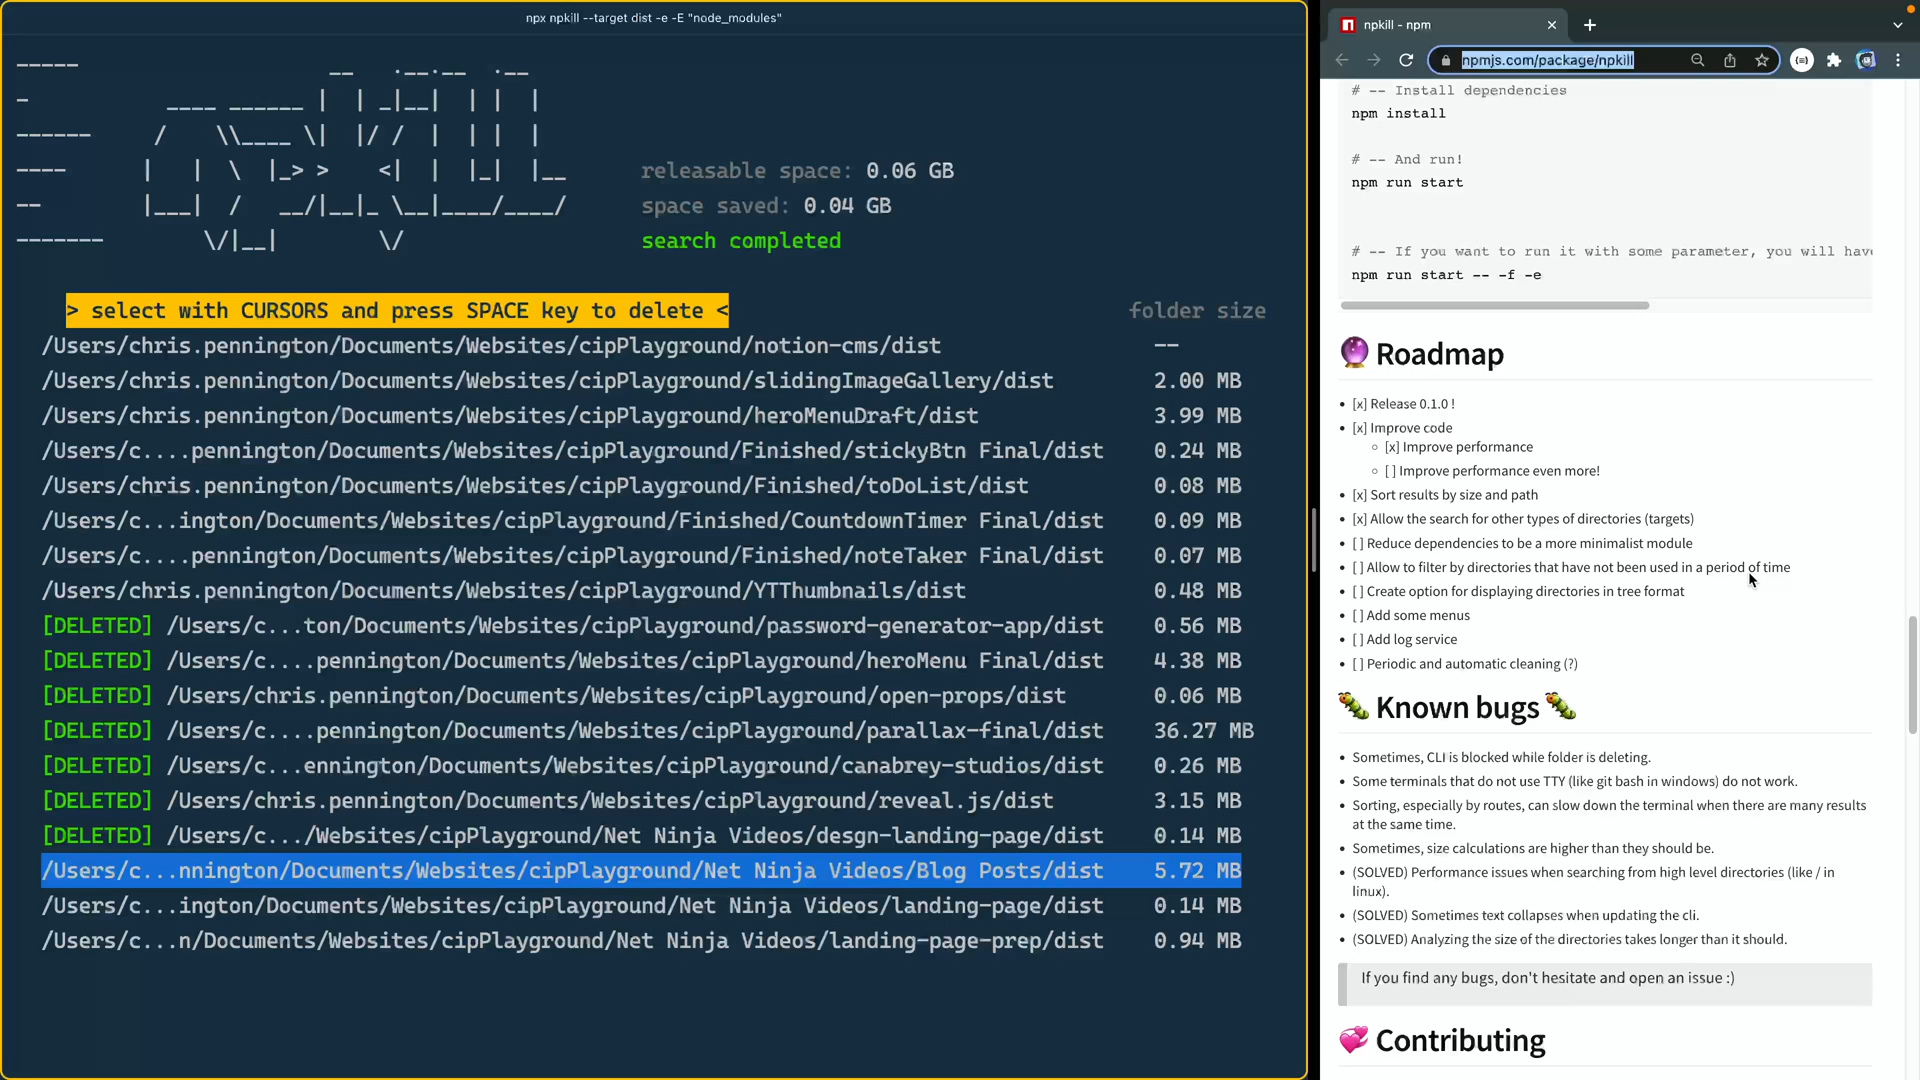 npx npkill --target dist -e -E "node_modules"
releasable space: 0.06 GB
space saved: 0.04 GB
search completed
> select with CURSORS and press SPACE key to delete < folder size
/Users/chris.pennington/Documents/Websites/cipPlayground/notion-cms/dist --
/Users/chris.pennington/Documents/Websites/cipPlayground/slidingImageGallery/dist 2.00 MB
/Users/chris.pennington/Documents/Websites/cipPlayground/heroMenuDraft/dist 3.99 MB
/Users/c....pennington/Documents/Websites/cipPlayground/Finished/stickyBtn Final/dist 0.24 MB
/Users/chris.pennington/Documents/Websites/cipPlayground/Finished/toDoList/dist 0.08 MB
/Users/c...ington/Documents/Websites/cipPlayground/Finished/CountdownTimer Final/dist 0.09 MB
/Users/c....pennington/Documents/Websites/cipPlayground/Finished/noteTaker Final/dist 0.07 MB
/Users/chris.pennington/Documents/Websites/cipPlayground/YTThumbnails/dist 0.48 MB
[DELETED] /Users/c...ton/Documents/Websites/cipPlayground/password-generator-app/dist 0.56 MB
[DELETED] /Users/c....pennington/Documents/Websites/cipPlayground/heroMenu Final/dist 4.38 MB
[DELETED] /Users/chris.pennington/Documents/Websites/cipPlayground/open-props/dist 0.06 MB
[DELETED] /Users/c....pennington/Documents/Websites/cipPlayground/parallax-final/dist 36.27 MB
[DELETED] /Users/c...ennington/Documents/Websites/cipPlayground/canabrey-studios/dist 0.26 MB
[DELETED] /Users/chris.pennington/Documents/Websites/cipPlayground/reveal.js/dist 3.15 MB
[DELETED] /Users/c.../Websites/cipPlayground/Net Ninja Videos/desgn-landing-page/dist 0.14 MB
/Users/c...nnington/Documents/Websites/cipPlayground/Net Ninja Videos/Blog Posts/dist 5.72 MB
/Users/c...ington/Documents/Websites/cipPlayground/Net Ninja Videos/landing-page/dist 0.14 MB
/Users/c...n/Documents/Websites/cipPlayground/Net Ninja Videos/landing-page-prep/dist 0.94 MB
npkill - npm
npmjs.com/package/npkill
# -- Install dependencies
npm install
# -- And run!
npm run start
# -- If you want to run it with some parameter, you will have
npm run start -- -f -e
🔮 Roadmap
• [x] Release 0.1.0 !
• [x] Improve code
◦ [x] Improve performance
◦ [ ] Improve performance even more!
• [x] Sort results by size and path
• [x] Allow the search for other types of directories (targets)
• [ ] Reduce dependencies to be a more minimalist module
• [ ] Allow to filter by directories that have not been used in a period of time
• [ ] Create option for displaying directories in tree format
• [ ] Add some menus
• [ ] Add log service
• [ ] Periodic and automatic cleaning (?)
🐛 Known bugs 🐛
• Sometimes, CLI is blocked while folder is deleting.
• Some terminals that do not use TTY (like git bash in windows) do not work.
• Sorting, especially by routes, can slow down the terminal when there are many results
at the same time.
• Sometimes, size calculations are higher than they should be.
• (SOLVED) Performance issues when searching from high level directories (like / in
linux).
• (SOLVED) Sometimes text collapses when updating the cli.
• (SOLVED) Analyzing the size of the directories takes longer than it should.
If you find any bugs, don't hesitate and open an issue :)
💞 Contributing